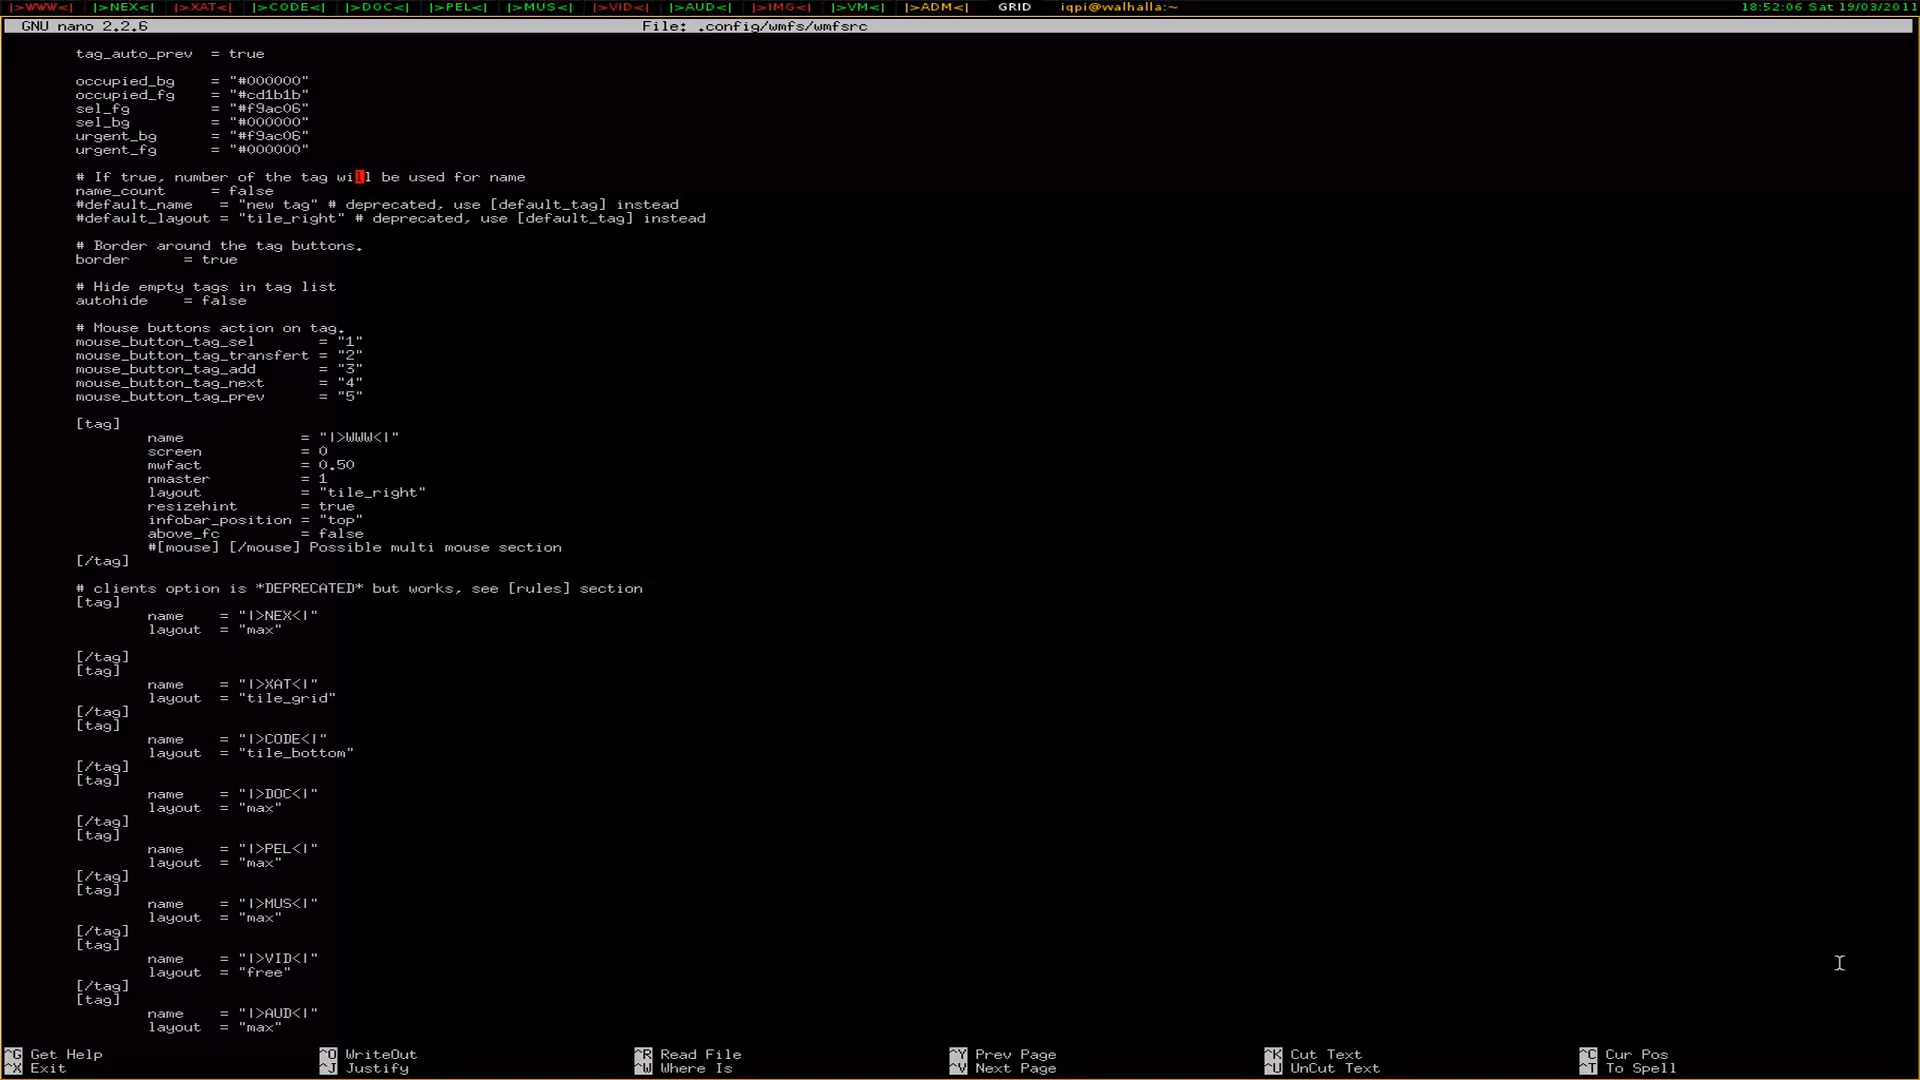 |>WWW<| |>NEX<| |>XAT<| |>CODE<| |>DOC<| |>PEL<| |>MUS<| |>VID<| |>AUD<| |>IMG<| |>VM<| |>ADM<| GRID iqpi@walhalla:~ 18:52:06 Sat 19/03/2011
GNU nano 2.2.6 File: .config/wmfs/wmfsrc
tag_auto_prev = true
occupied_bg = "#000000"
occupied_fg = "#cd1b1b"
sel_fg = "#f9ac06"
sel_bg = "#000000"
urgent_bg = "#f9ac06"
urgent_fg = "#000000"
# If true, number of the tag will be used for name
name_count = false
#default_name = "new tag" # deprecated, use [default_tag] instead
#default_layout = "tile_right" # deprecated, use [default_tag] instead
# Border around the tag buttons.
border = true
# Hide empty tags in tag list
autohide = false
# Mouse buttons action on tag.
mouse_button_tag_sel = "1"
mouse_button_tag_transfert = "2"
mouse_button_tag_add = "3"
mouse_button_tag_next = "4"
mouse_button_tag_prev = "5"
[tag]
name = "|>WWW<|"
screen = 0
mwfact = 0.50
nmaster = 1
layout = "tile_right"
resizehint = true
infobar_position = "top"
above_fc = false
#[mouse] [/mouse] Possible multi mouse section
[/tag]
# clients option is *DEPRECATED* but works, see [rules] section
[tag]
name = "|>NEX<|"
layout = "max"
[/tag]
[tag]
name = "|>XAT<|"
layout = "tile_grid"
[/tag]
[tag]
name = "|>CODE<|"
layout = "tile_bottom"
[/tag]
[tag]
name = "|>DOC<|"
layout = "max"
[/tag]
[tag]
name = "|>PEL<|"
layout = "max"
[/tag]
[tag]
name = "|>MUS<|"
layout = "max"
[/tag]
[tag]
name = "|>VID<|"
layout = "free"
[/tag]
[tag]
name = "|>AUD<|"
layout = "max"
^G Get Help ^O WriteOut ^R Read File ^Y Prev Page ^K Cut Text ^C Cur Pos
^X Exit ^J Justify ^W Where Is ^V Next Page ^U UnCut Text ^T To Spell